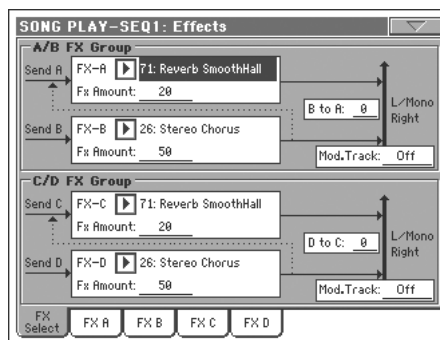 SONG PLAY-SEQ1: Effects
A/B FX Group
Send A FX-A 71: Reverb SmoothHall
Fx Amount: 20
B to A: 0
L/Mono
Right
Send B FX-B 26: Stereo Chorus
Fx Amount: 50
Mod.Track: Off
C/D FX Group
Send C FX-C 71: Reverb SmoothHall
Fx Amount: 20
D to C: 0
L/Mono
Right
Send D FX-D 26: Stereo Chorus
Fx Amount: 50
Mod.Track: Off
FX Select FX A FX B FX C FX D